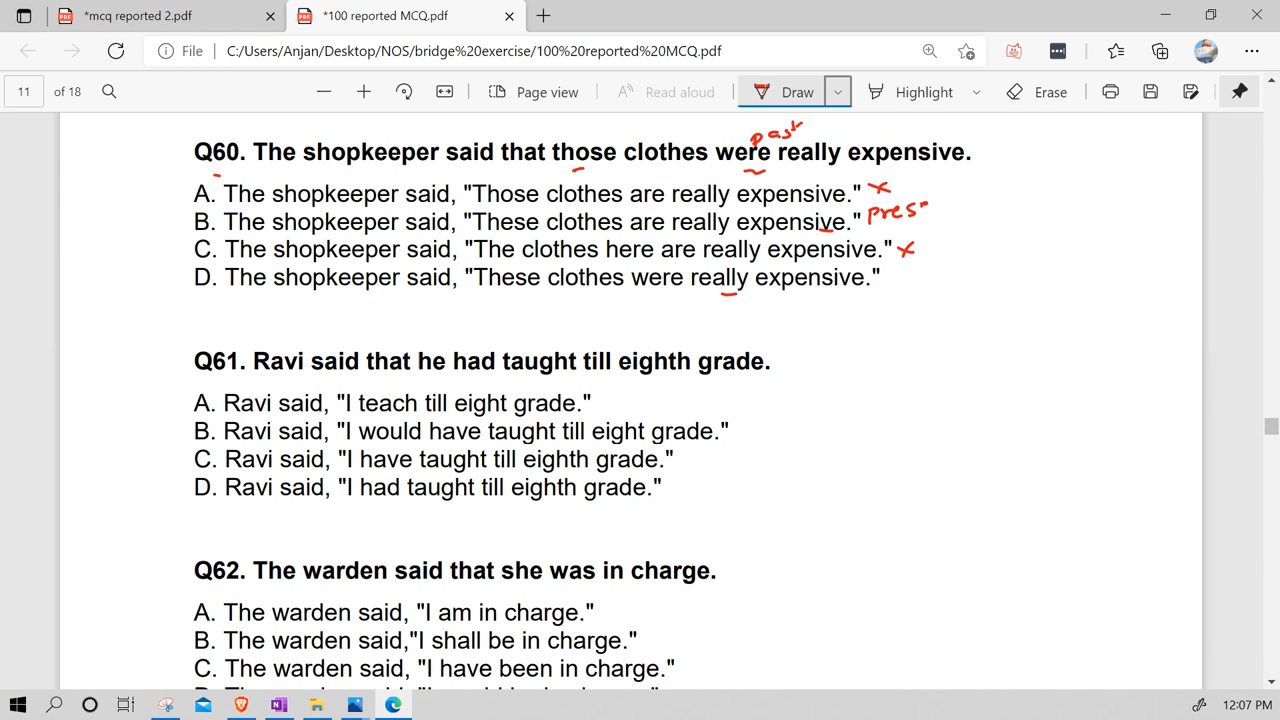 *mcq reported 2.pdf
*100 reported MCQ.pdf
File
C:/Users/Anjan/Desktop/NOS/bridge%20exercise/100%20reported%20MCQ.pdf
11 of 18
Page view
Read aloud
Draw
Highlight
Erase
past
Q60. The shopkeeper said that those clothes were really expensive.
A. The shopkeeper said, "Those clothes are really expensive." x
B. The shopkeeper said, "These clothes are really expensive." pres
C. The shopkeeper said, "The clothes here are really expensive." x
D. The shopkeeper said, "These clothes were really expensive."
Q61. Ravi said that he had taught till eighth grade.
A. Ravi said, "I teach till eight grade."
B. Ravi said, "I would have taught till eight grade."
C. Ravi said, "I have taught till eighth grade."
D. Ravi said, "I had taught till eighth grade."
Q62. The warden said that she was in charge.
A. The warden said, "I am in charge."
B. The warden said,"I shall be in charge."
C. The warden said, "I have been in charge."
12:07 PM